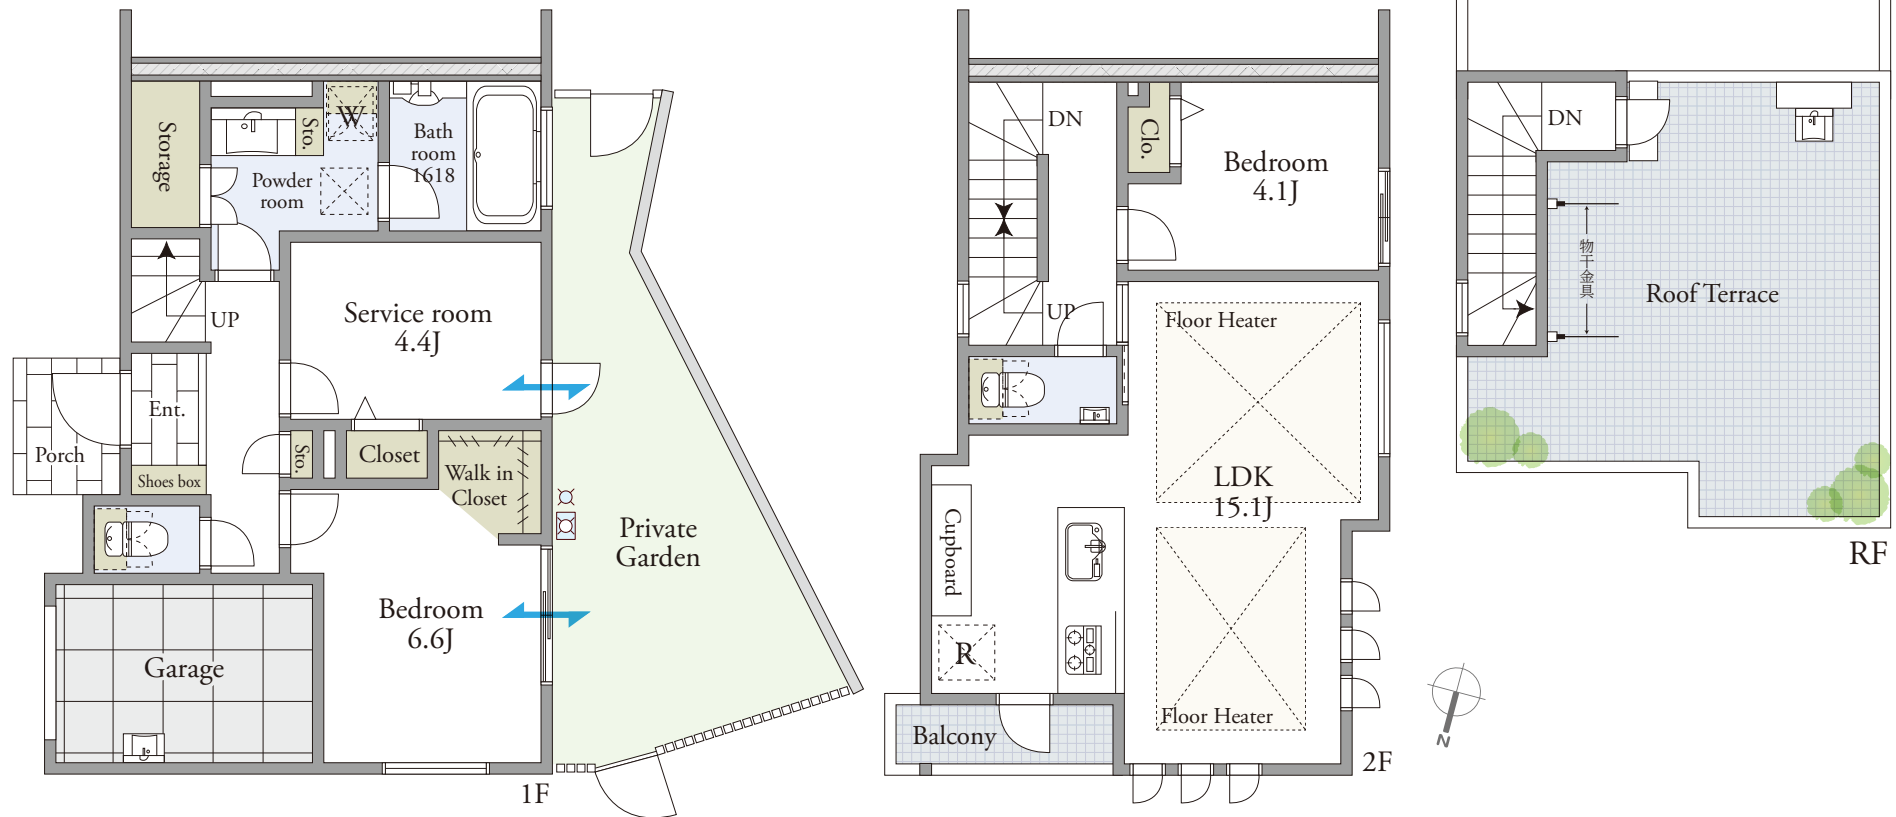 Storage
Sto.
W
Bath
room
1618
Powder
room
UP
Service room
4.4J
Ent.
Porch
Shoes box
Sto.
Closet
Walk in
Closet
Private
Garden
Bedroom
6.6J
Garage
1F
DN
Clo.
Bedroom
4.1J
UP
Floor Heater
LDK
15.1J
Cupboard
R
Floor Heater
Balcony
2F
DN
物干金具
Roof Terrace
RF
N